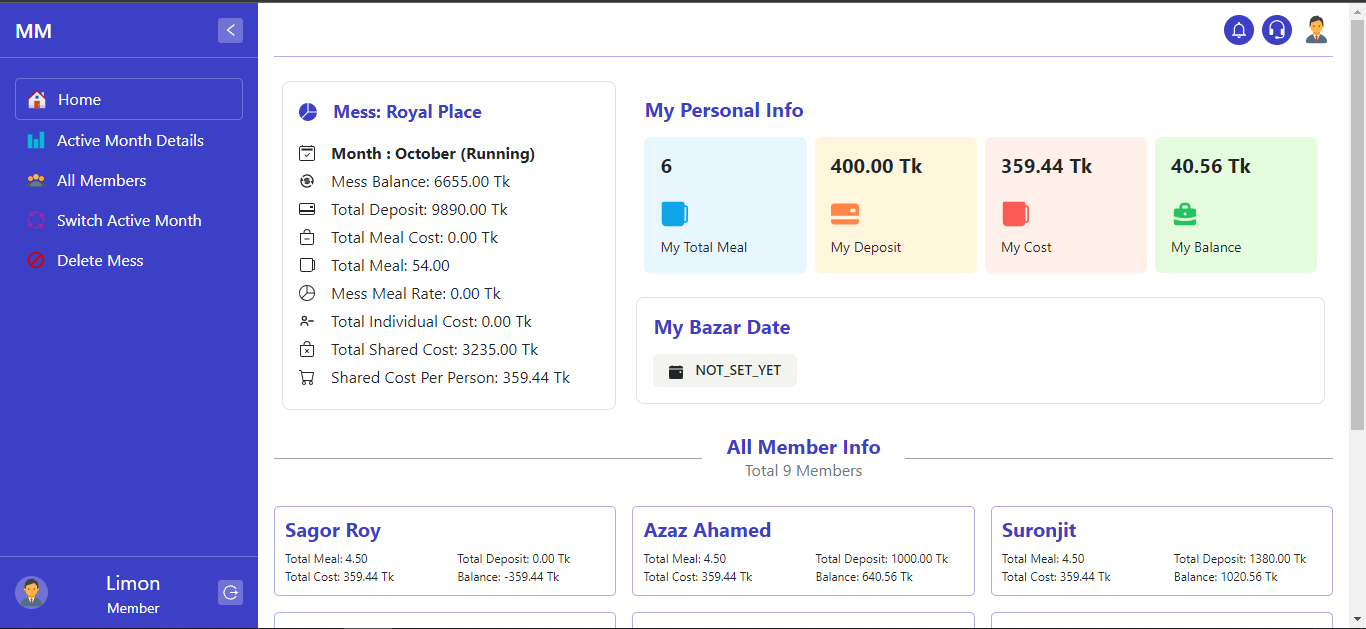 MM
Home
Active Month Details
All Members
Switch Active Month
Delete Mess
Limon
Member
Mess: Royal Place
Month : October (Running)
Mess Balance: 6655.00 Tk
Total Deposit: 9890.00 Tk
Total Meal Cost: 0.00 Tk
Total Meal: 54.00
Mess Meal Rate: 0.00 Tk
Total Individual Cost: 0.00 Tk
Total Shared Cost: 3235.00 Tk
Shared Cost Per Person: 359.44 Tk
My Personal Info
6
My Total Meal
400.00 Tk
My Deposit
359.44 Tk
My Cost
40.56 Tk
My Balance
My Bazar Date
NOT_SET_YET
All Member Info
Total 9 Members
Sagor Roy
Total Meal: 4.50 Total Deposit: 0.00 Tk
Total Cost: 359.44 Tk Balance: -359.44 Tk
Azaz Ahamed
Total Meal: 4.50 Total Deposit: 1000.00 Tk
Total Cost: 359.44 Tk Balance: 640.56 Tk
Suronjit
Total Meal: 4.50 Total Deposit: 1380.00 Tk
Total Cost: 359.44 Tk Balance: 1020.56 Tk